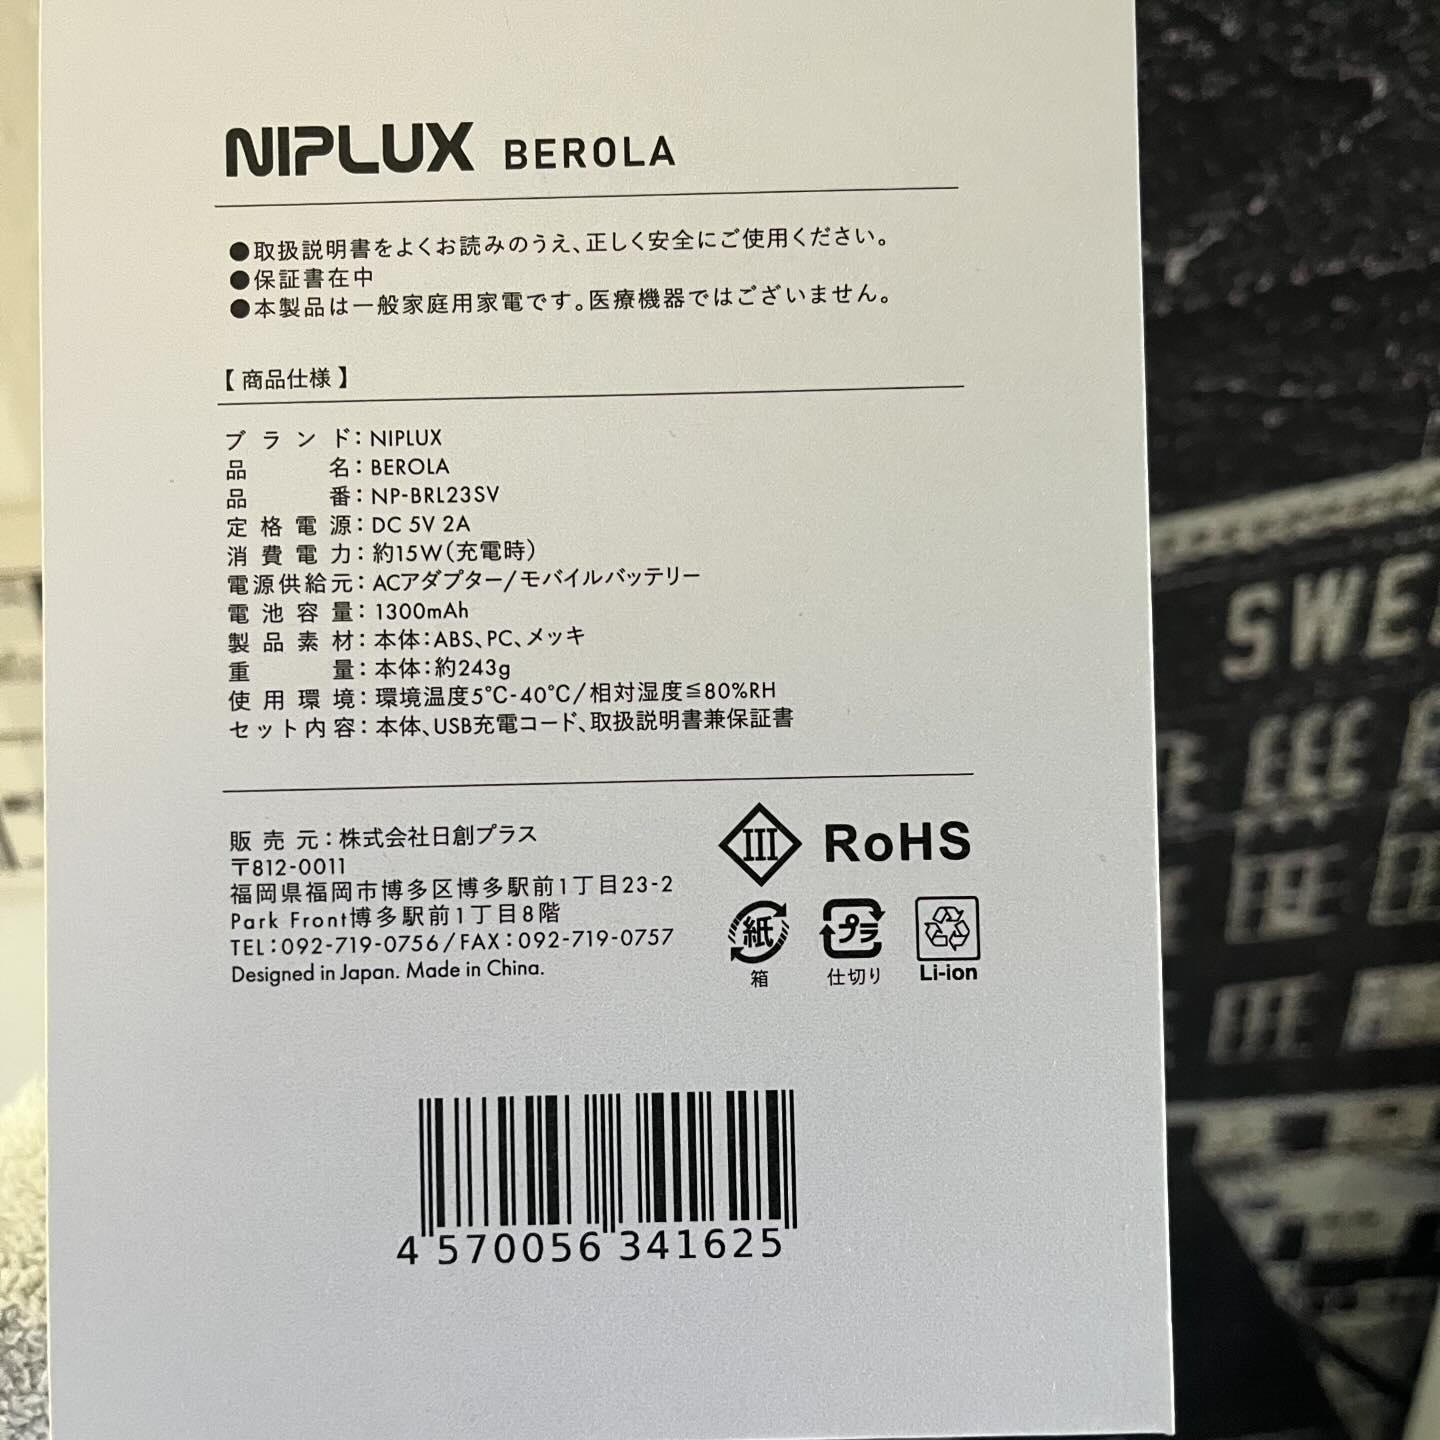 NIPLUX BEROLA
●取扱説明書をよくお読みのうえ、正しく安全にご使用ください。
●保証書在中
●本製品は一般家庭用家電です。医療機器ではございません。
【商品仕様】
ブランド：NIPLUX
品名：BEROLA
品番：NP-BRL23SV
定格電源：DC 5V 2A
消費電力：約15W（充電時）
電源供給元：ACアダプター/モバイルバッテリー
電池容量：1300mAh
製品素材：本体：ABS、PC、メッキ
重量：本体：約243g
使用環境：環境温度5℃-40℃/相対湿度≦80%RH
セット内容：本体、USB充電コード、取扱説明書兼保証書
販売元：株式会社日創プラス
〒812-0011
福岡県福岡市博多区博多駅前1丁目23-2
Park Front博多駅前1丁目8階
TEL：092-719-0756/FAX：092-719-0757
Designed in Japan. Made in China.
III RoHS
紙 プラ
箱 仕切り Li-ion
4 570056 341625
SWE